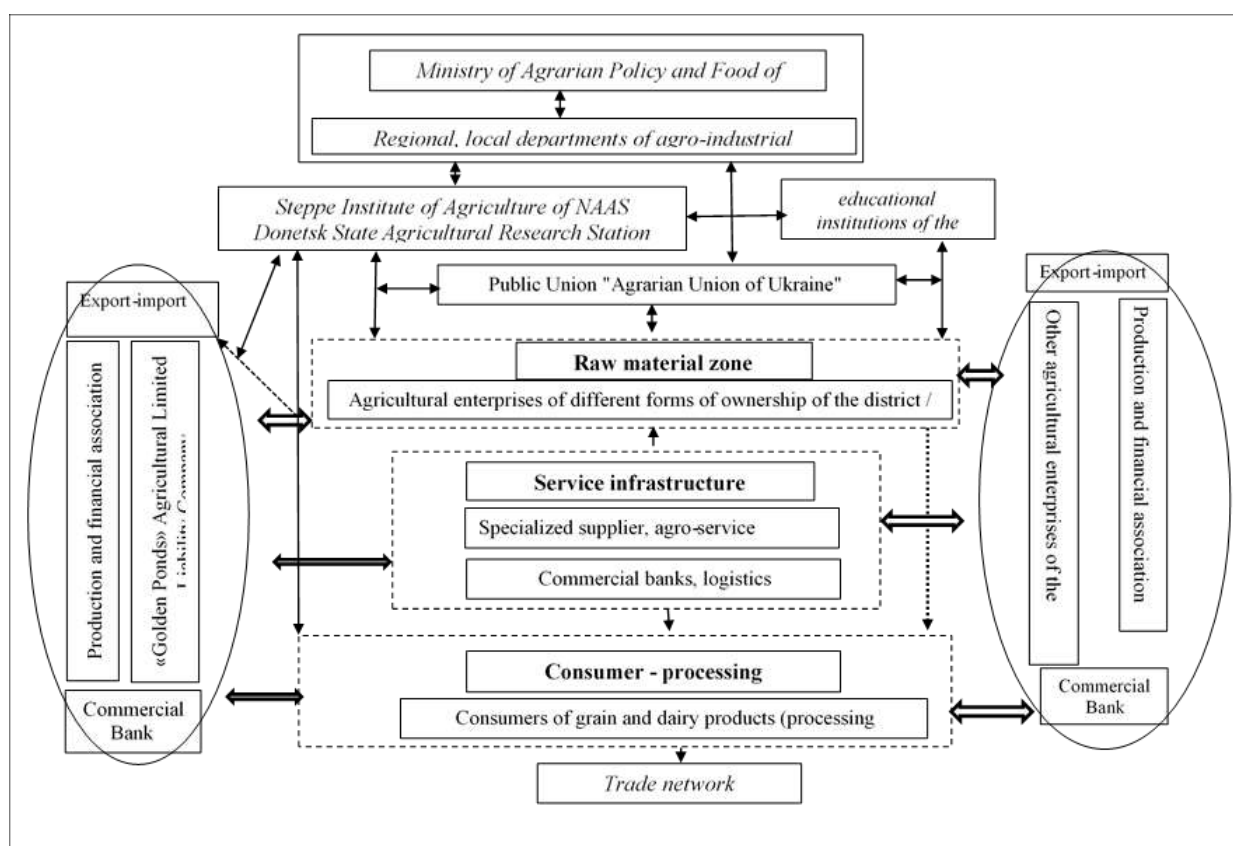 Ministry of Agrarian Policy and Food of
Regional, local departments of agro-industrial
Steppe Institute of Agriculture of NAAS
Donetsk State Agricultural Research Station
educational
institutions of the
Public Union "Agrarian Union of Ukraine"
Export-import
Production and financial association
«Golden Ponds» Agricultural Limited
Liability Company
Commercial
Bank
Raw material zone
Agricultural enterprises of different forms of ownership of the district /
Service infrastructure
Specialized supplier, agro-service
Commercial banks, logistics
Consumer - processing
Consumers of grain and dairy products (processing
Trade network
Export-import
Other agricultural enterprises of the
Production and financial association
Commercial
Bank